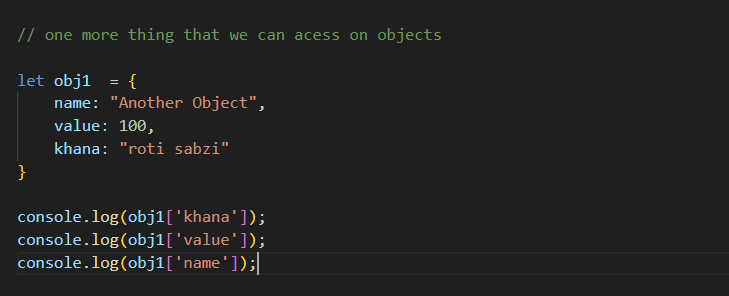 // one more thing that we can acess on objects
let obj1  = {
    name: "Another Object",
    value: 100,
    khana: "roti sabzi"
}
console.log(obj1['khana']);
console.log(obj1['value']);
console.log(obj1['name']);